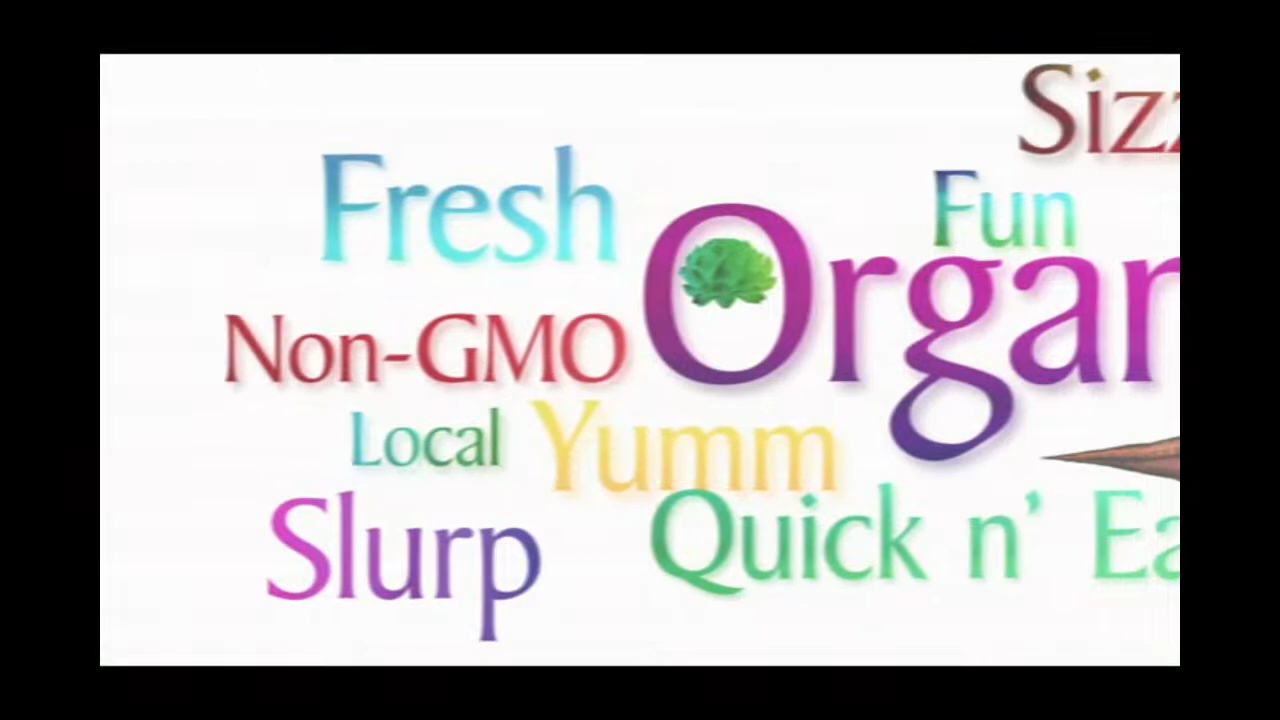 Sizz
Fresh
Fun
Organ
Non-GMO
Local
Yumm
Quick n' Ea
Slurp